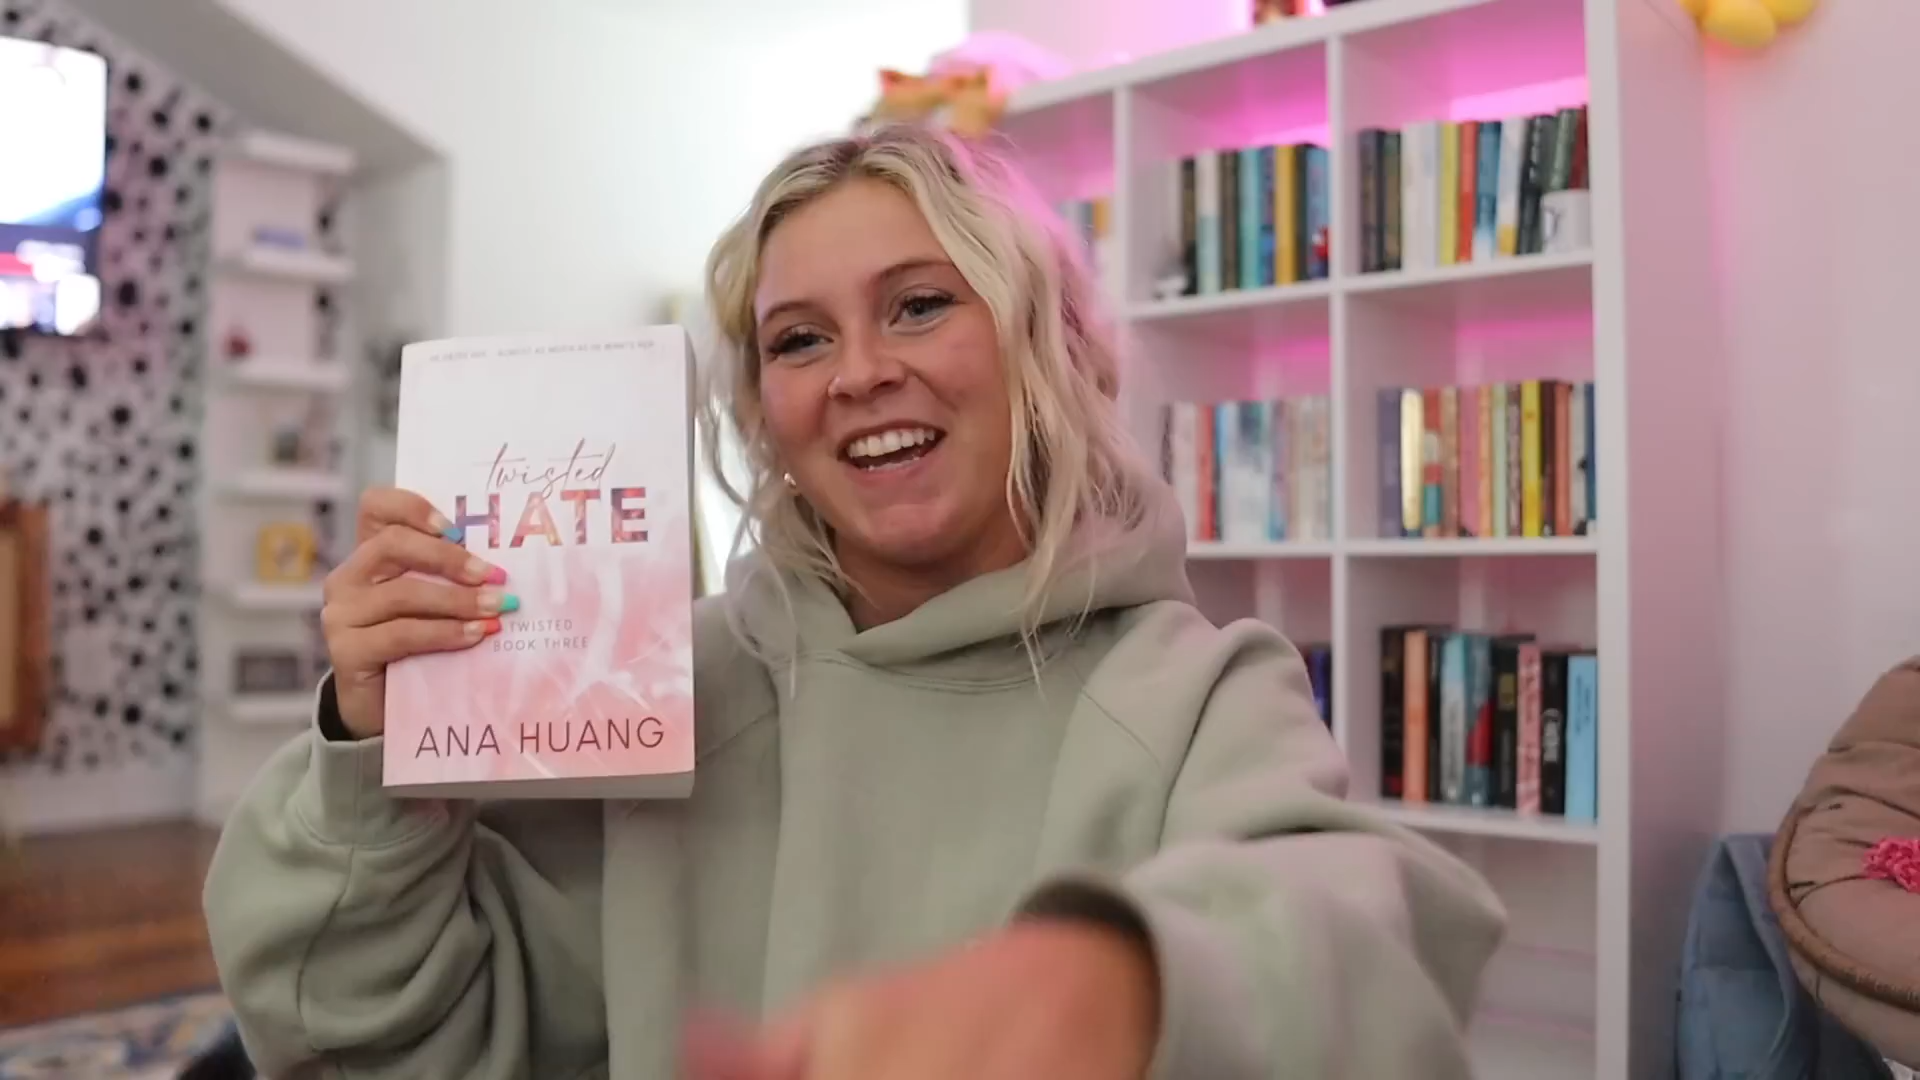 twisted
HATE
TWISTED
BOOK THREE
ANA HUANG